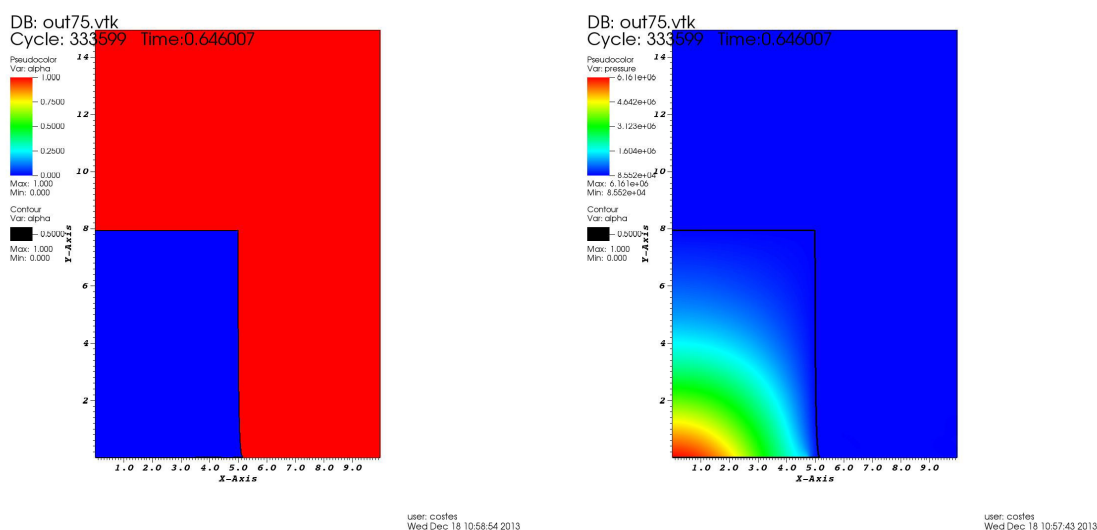 DB: out75.vtk
Cycle: 333599 Time:0.646007
Pseudocolor
Var: alpha
1.000
0.7500
0.5000
0.2500
0.000
Max: 1.000
Min: 0.000
Contour
Var: alpha
0.5000
Max: 1.000
Min: 0.000
14
12
10
8
6
4
2
Y-Axis
1.0 2.0 3.0 4.0 5.0 6.0 7.0 8.0 9.0
X-Axis
user: costes
Wed Dec 18 10:58:54 2013
DB: out75.vtk
Cycle: 333599 Time:0.646007
Pseudocolor
Var: pressure
6.161e+06
4.642e+06
3.123e+06
1.604e+06
8.552e+04
Max: 6.161e+06
Min: 8.552e+04
Contour
Var: alpha
0.5000
Max: 1.000
Min: 0.000
14
12
10
8
6
4
2
Y-Axis
1.0 2.0 3.0 4.0 5.0 6.0 7.0 8.0 9.0
X-Axis
user: costes
Wed Dec 18 10:57:43 2013